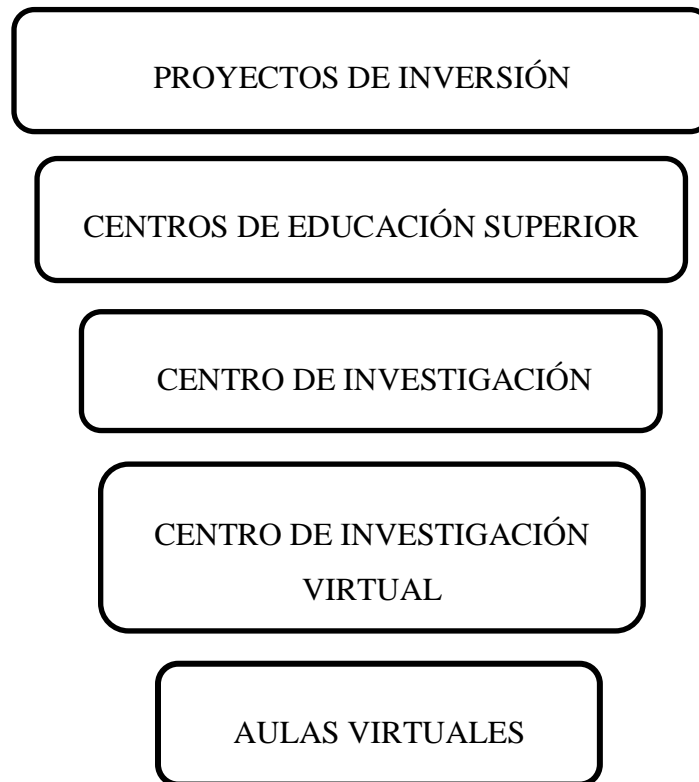 PROYECTOS DE INVERSIÓN
CENTROS DE EDUCACIÓN SUPERIOR
CENTRO DE INVESTIGACIÓN
CENTRO DE INVESTIGACIÓN
VIRTUAL
AULAS VIRTUALES